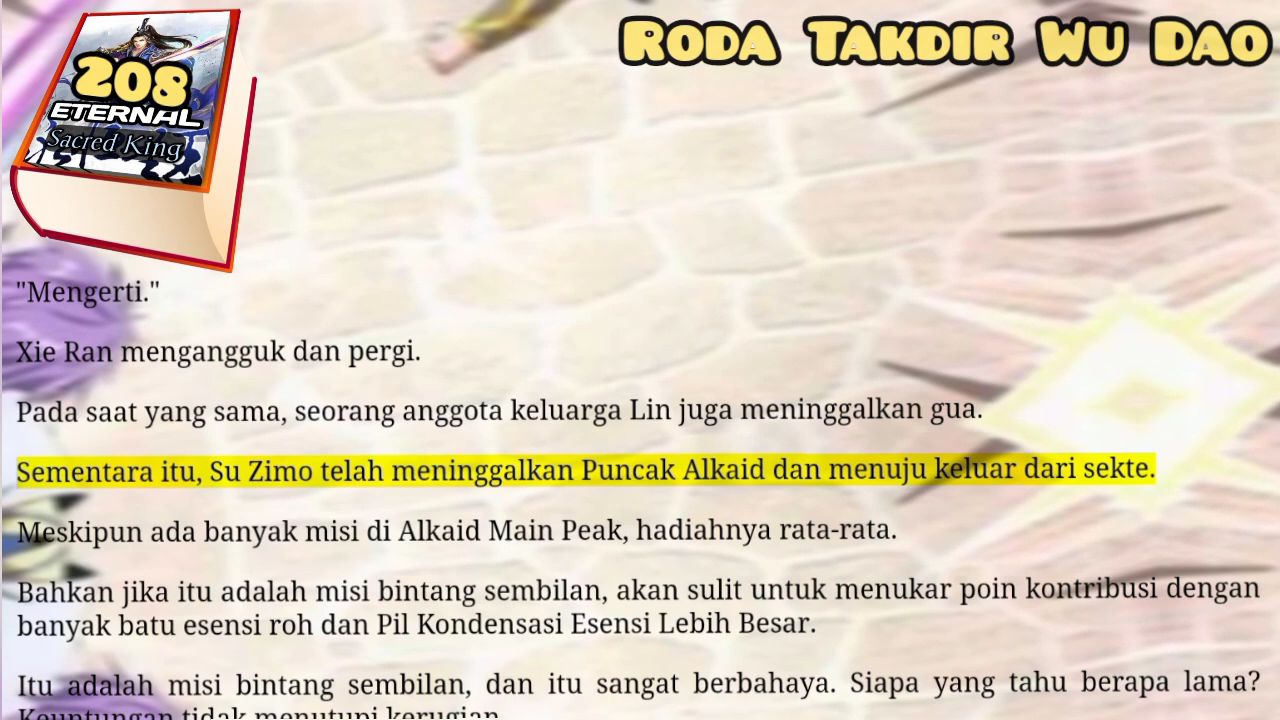 RODA TAKDIR WU DAO
208
ETERNAL
Sacred King
"Mengerti."
Xie Ran mengangguk dan pergi.
Pada saat yang sama, seorang anggota keluarga Lin juga meninggalkan gua.
Sementara itu, Su Zimo telah meninggalkan Puncak Alkaid dan menuju keluar dari sekte.
Meskipun ada banyak misi di Alkaid Main Peak, hadiahnya rata-rata.
Bahkan jika itu adalah misi bintang sembilan, akan sulit untuk menukar poin kontribusi dengan
banyak batu esensi roh dan Pil Kondensasi Esensi Lebih Besar.
Itu adalah misi bintang sembilan, dan itu sangat berbahaya. Siapa yang tahu berapa lama?
Keuntungan tidak menutupi kerugian.